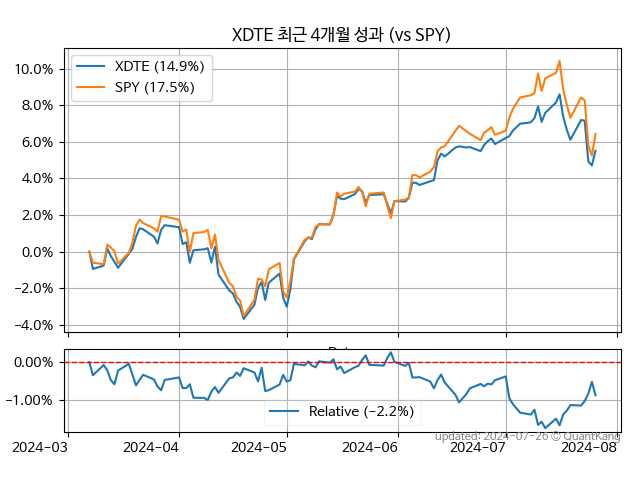 XDTE 최근 4개월 성과 (vs SPY)
XDTE (14.9%)
SPY (17.5%)
10.0%
8.0%
6.0%
4.0%
2.0%
0.0%
−2.0%
−4.0%
0.00%
−1.00%
Relative (−2.2%)
updated: 2024-07-26 © QuantKang
2024-03 2024-04 2024-05 2024-06 2024-07 2024-08